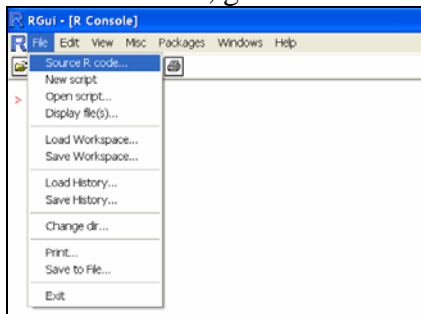 RGui - [R Console]
File Edit View Misc Packages Windows Help
Source R code...
New script
>
Open script...
Display file(s)...
Load Workspace...
Save Workspace...
Load History...
Save History...
Change dir...
Print...
Save to File...
Exit